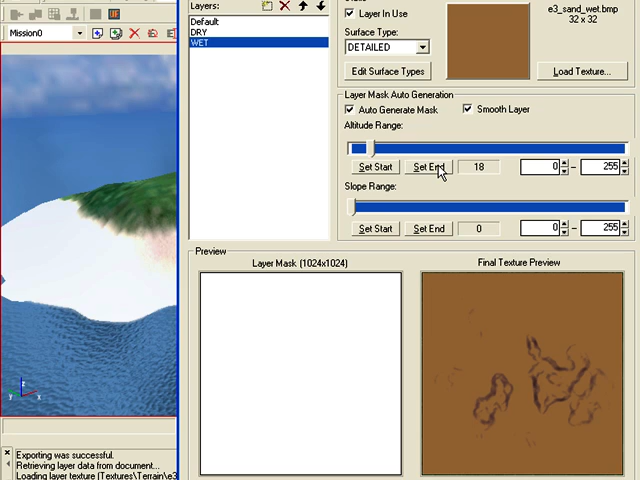 Layers:
Default
DRY
WET
Layer In Use
Surface Type:
DETAILED
Edit Surface Types
e3_sand_wet.bmp
32 x 32
Load Texture...
Mission0
Layer Mask Auto Generation
Auto Generate Mask
Smooth Layer
Altitude Range:
Set Start
Set End
18
0
-
255
Slope Range:
Set Start
Set End
0
0
-
255
Preview
Layer Mask (1024x1024)
Final Texture Preview
z
y
x
Exporting was successful.
Retrieving layer data from document...
Loading layer texture (Textures\Terrain\e3